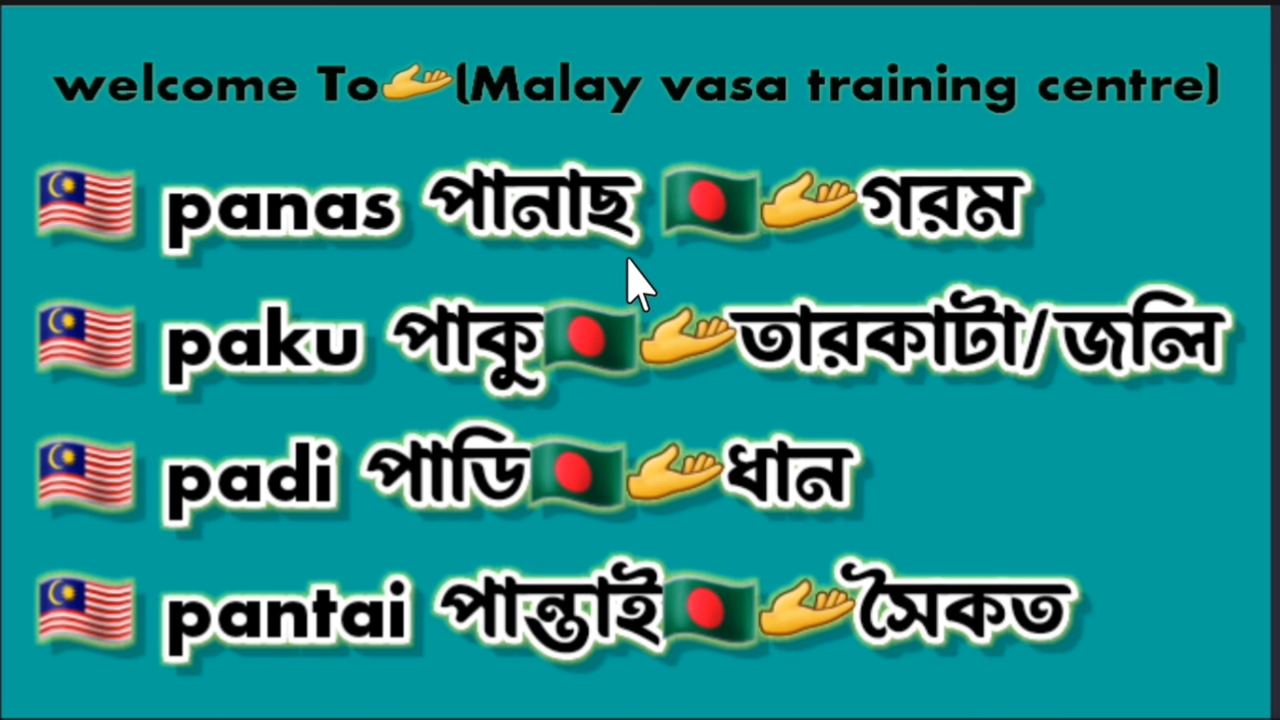 welcome To🫴(Malay vasa training centre)
🇲🇾 panas পানাছ 🇧🇩🫴গরম
🇲🇾 paku পাকু🇧🇩🫴তারকাটা/জলি
🇲🇾 padi পাডি🇧🇩🫴ধান
🇲🇾 pantai পান্তাই🇧🇩🫴সৈকত